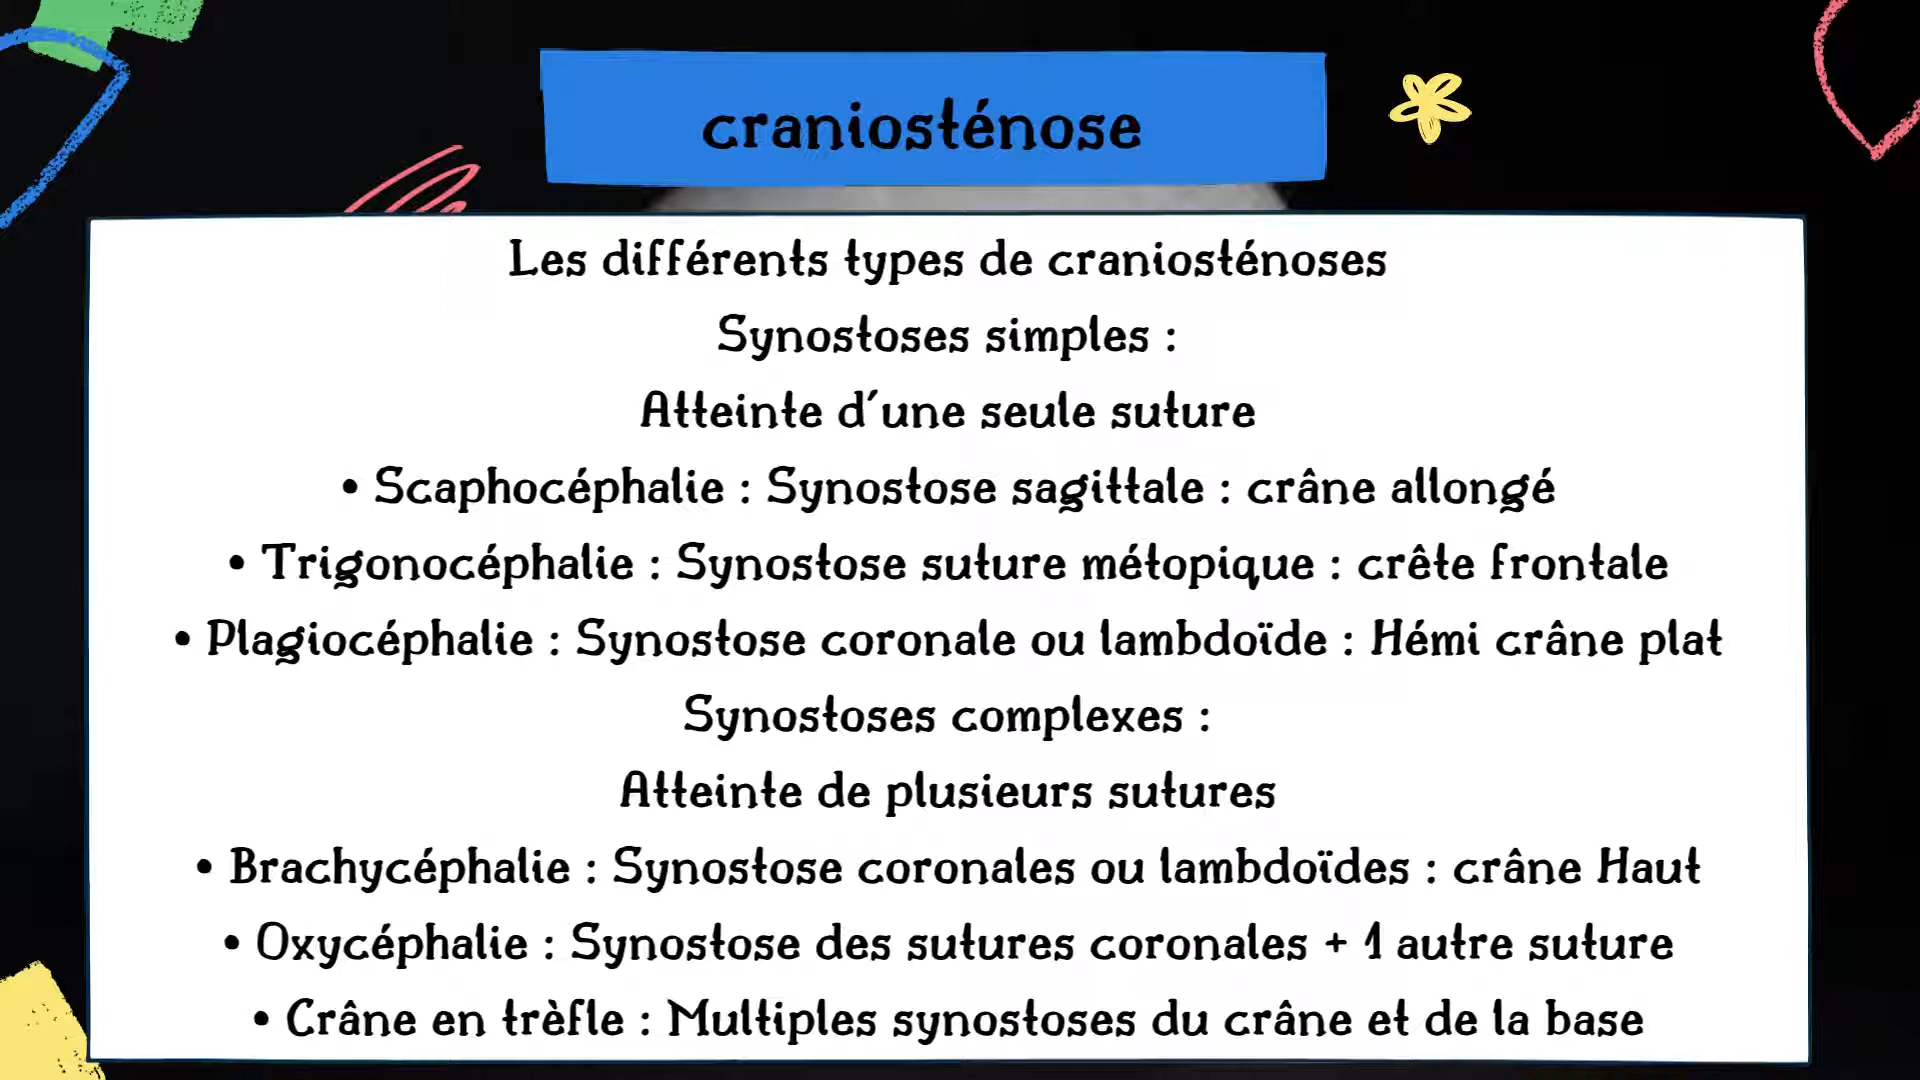 craniosténose
Les différents types de craniosténoses
Synostoses simples :
Atteinte d'une seule suture
• Scaphocéphalie : Synostose sagittale : crâne allongé
• Trigonocéphalie : Synostose suture métopique : crête frontale
• Plagiocéphalie : Synostose coronale ou lambdoïde : Hémi crâne plat
Synostoses complexes :
Atteinte de plusieurs sutures
• Brachycéphalie : Synostose coronales ou lambdoïdes : crâne Haut
• Oxycéphalie : Synostose des sutures coronales + 1 autre suture
• Crâne en trèfle : Multiples synostoses du crâne et de la base